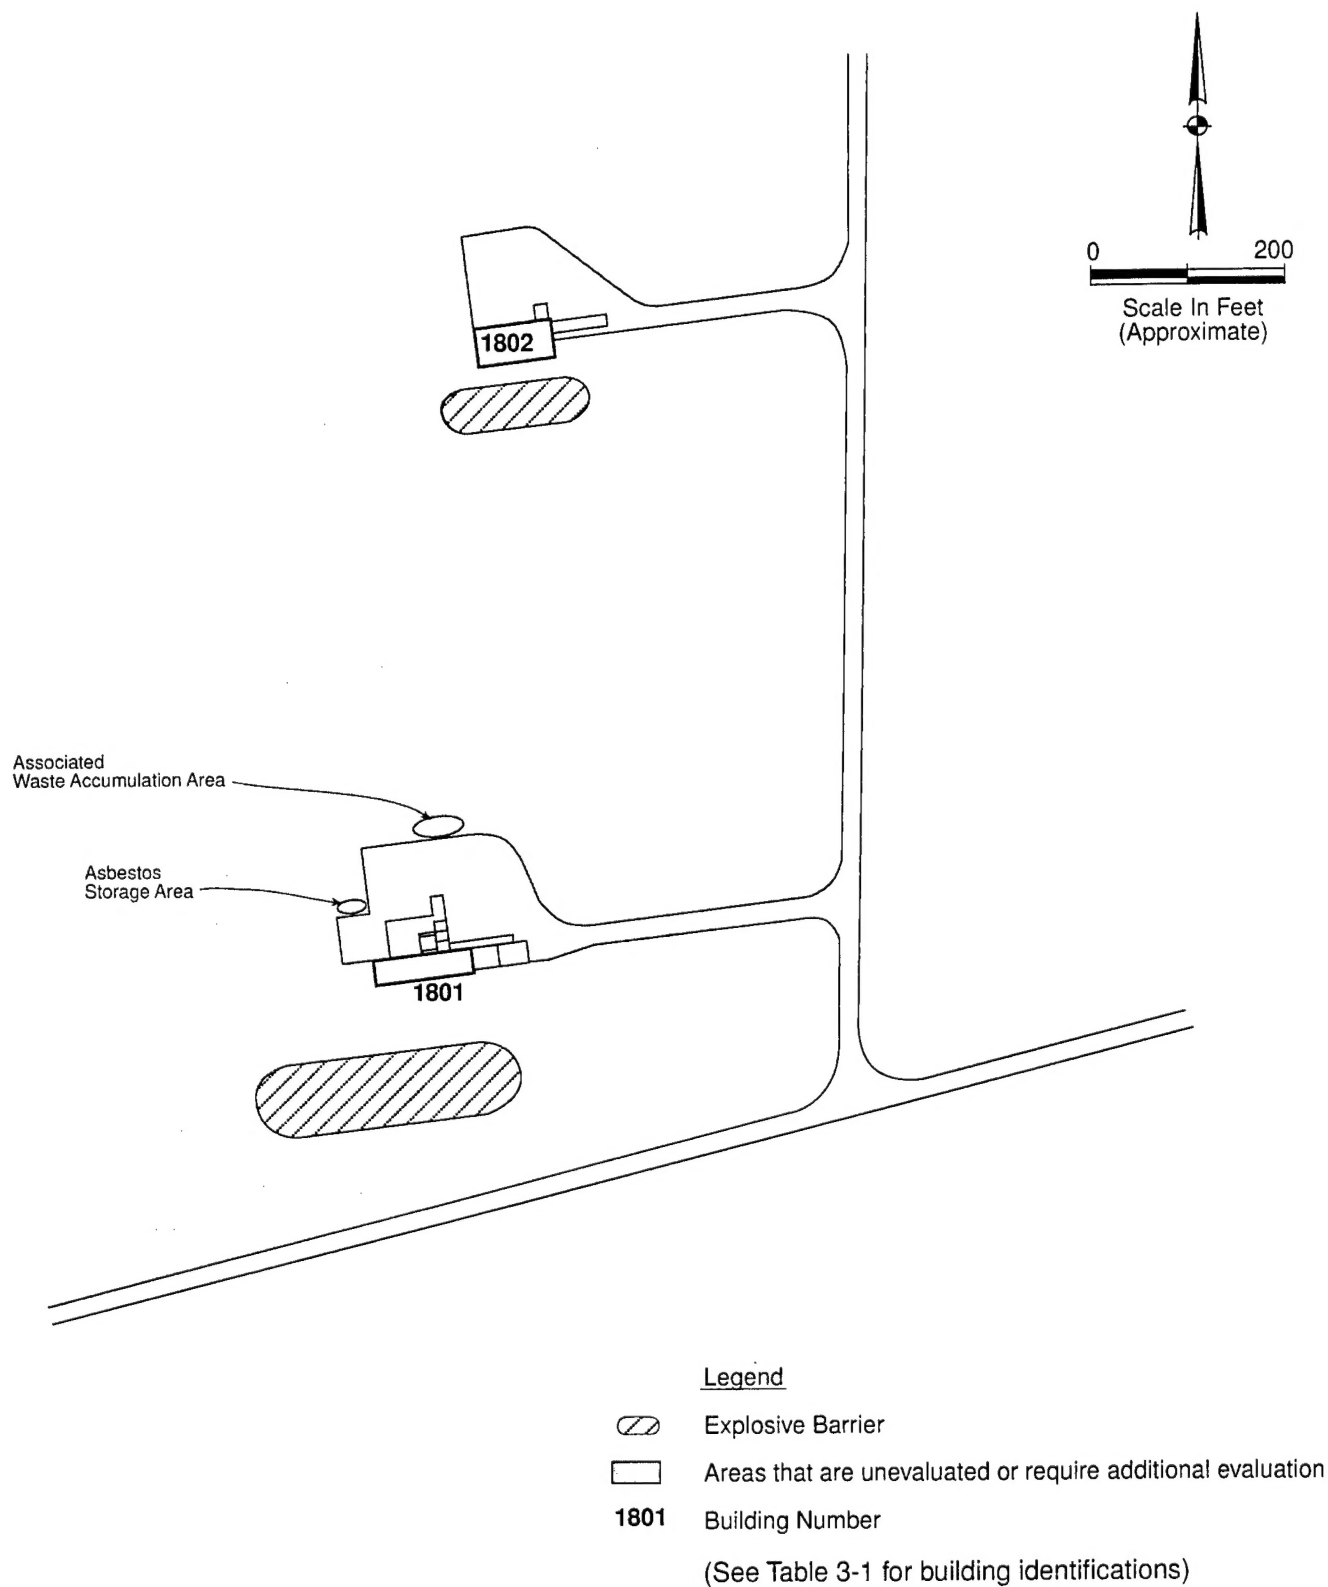 0 200
Scale In Feet
(Approximate)
1802
Associated
Waste Accumulation Area
Asbestos
Storage Area
1801
Legend
Explosive Barrier
Areas that are unevaluated or require additional evaluation
1801 Building Number
(See Table 3-1 for building identifications)